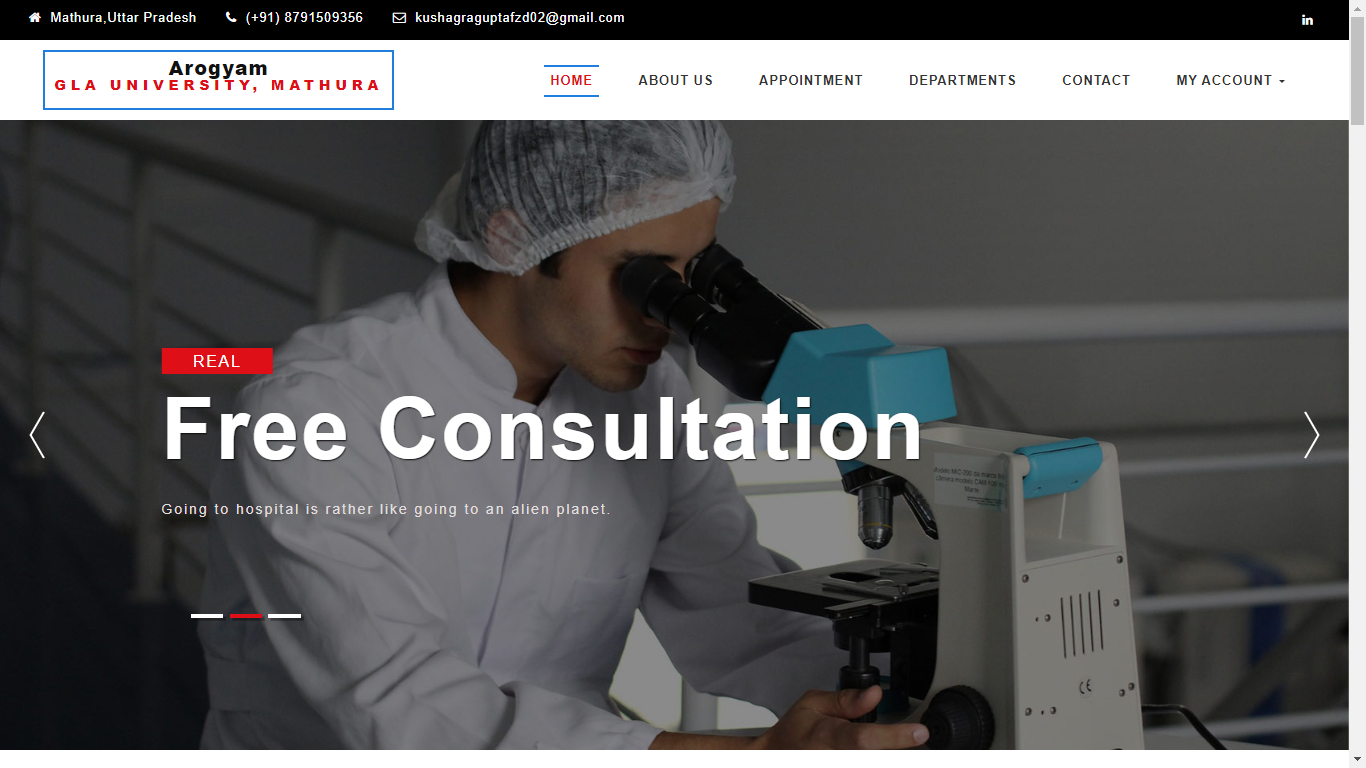 Mathura,Uttar Pradesh (+91) 8791509356 kushagraguptafzd02@gmail.com
Arogyam
GLA UNIVERSITY, MATHURA
HOME ABOUT US APPOINTMENT DEPARTMENTS CONTACT MY ACCOUNT
REAL
Free Consultation
Going to hospital is rather like going to an alien planet.
CE